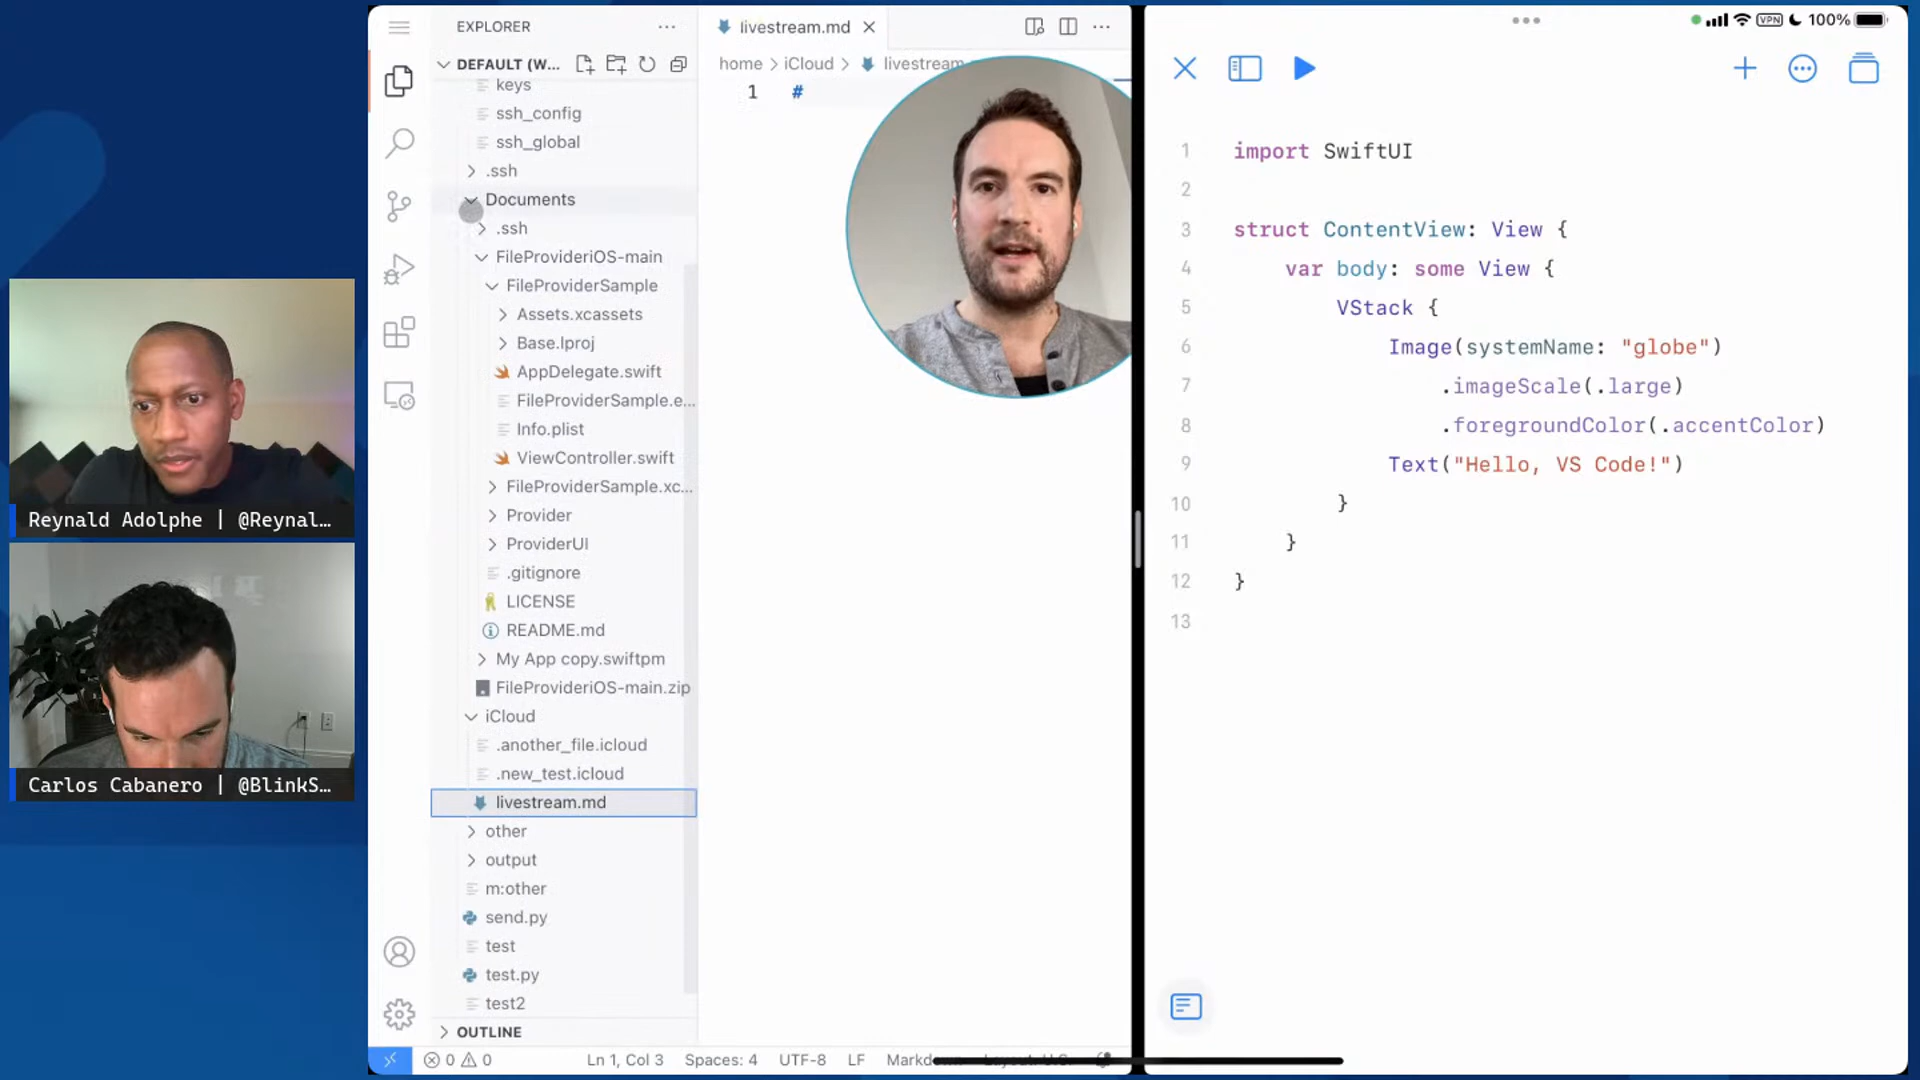 EXPLORER
DEFAULT (W...
keys
ssh_config
ssh_global
.ssh
Documents
.ssh
FileProvideriOS-main
FileProviderSample
Assets.xcassets
Base.lproj
AppDelegate.swift
FileProviderSample.e...
Info.plist
ViewController.swift
FileProviderSample.xc...
Provider
ProviderUI
.gitignore
LICENSE
README.md
My App copy.swiftpm
FileProvideriOS-main.zip
iCloud
.another_file.icloud
.new_test.icloud
livestream.md
other
output
m:other
send.py
test
test.py
test2
OUTLINE
livestream.md
home > iCloud > livestream
1 #
0 0 Ln 1, Col 3 Spaces: 4 UTF-8 LF
VPN 100%
1 import SwiftUI
2
3 struct ContentView: View {
4 var body: some View {
5 VStack {
6 Image(systemName: "globe")
7 .imageScale(.large)
8 .foregroundColor(.accentColor)
9 Text("Hello, VS Code!")
10 }
11 }
12 }
13
Reynald Adolphe | @Reynal...
Carlos Cabanero | @BlinkS...